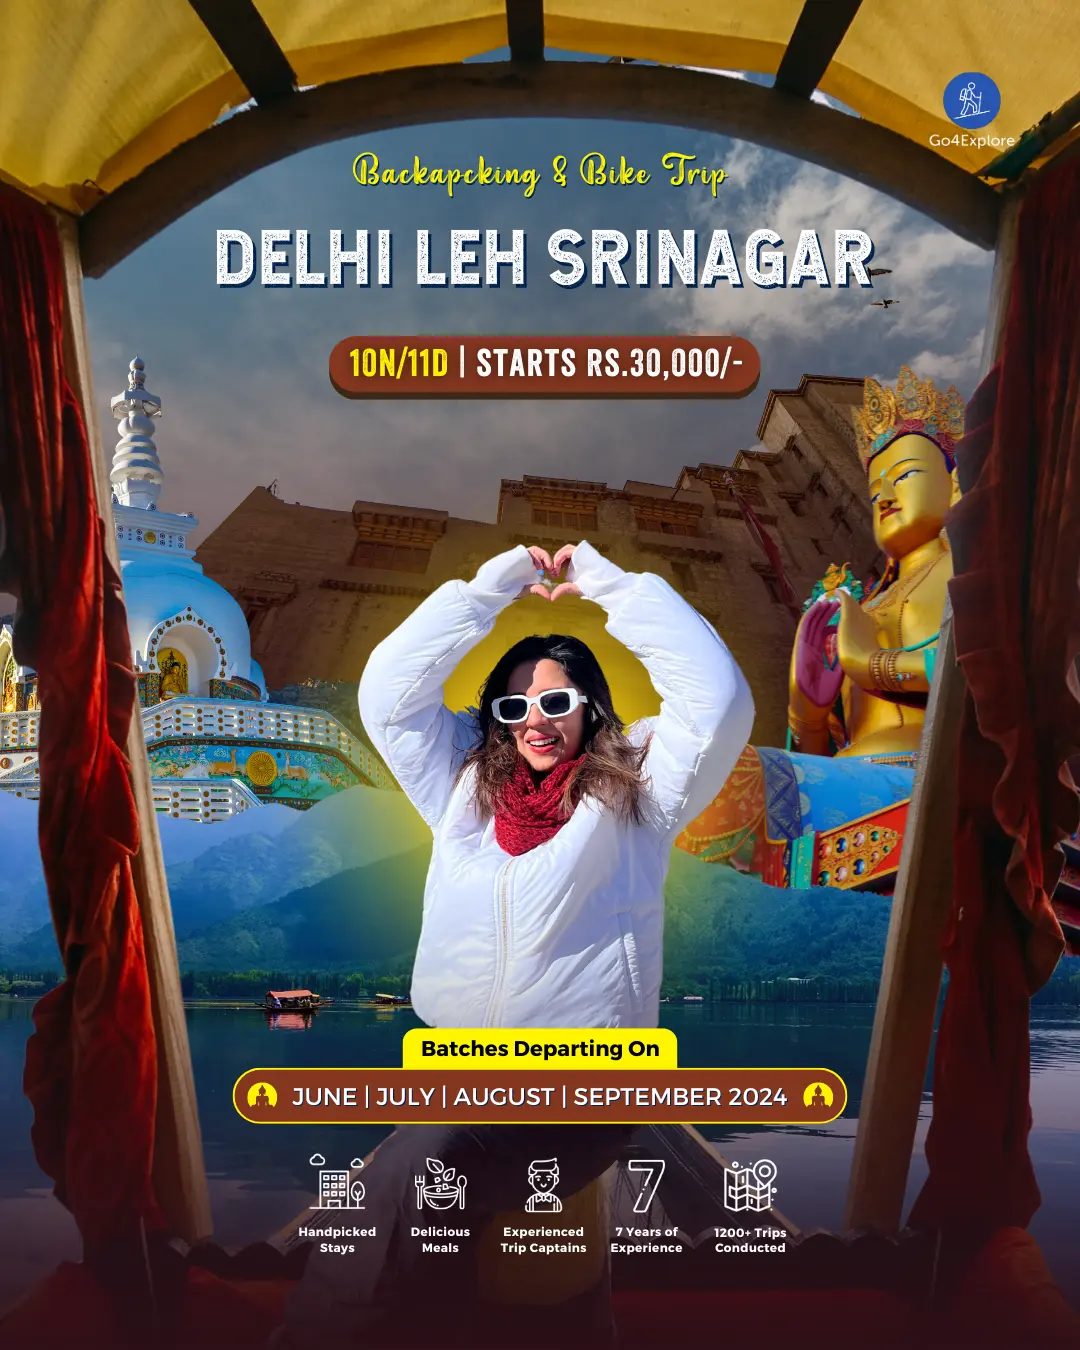 Go4Explore
Backapcking & Bike Trip
DELHI LEH SRINAGAR
10N/11D | STARTS RS.30,000/-
Batches Departing On
JUNE | JULY | AUGUST | SEPTEMBER 2024
Handpicked
Stays
Delicious
Meals
Experienced
Trip Captains
7
7 Years of
Experience
1200+ Trips
Conducted